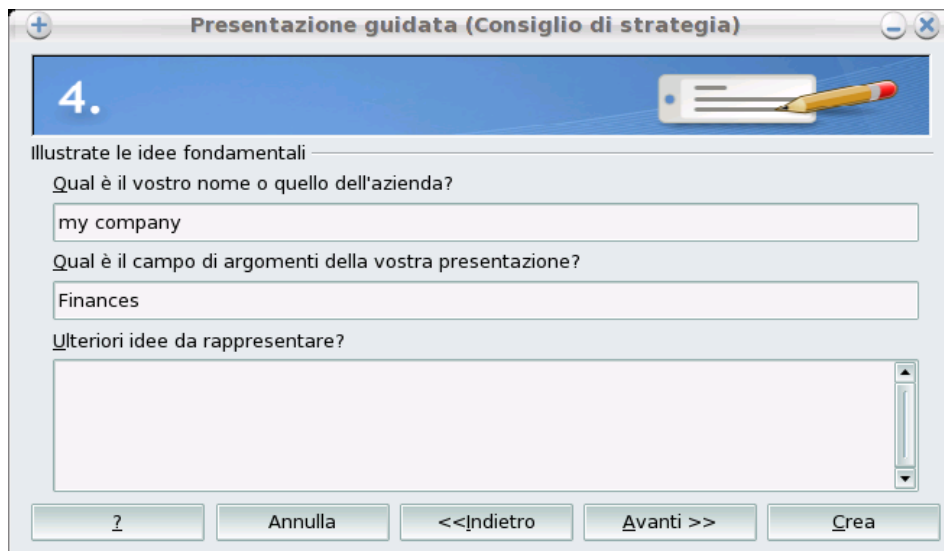 Presentazione guidata (Consiglio di strategia)
4.
Illustrate le idee fondamentali
Qual è il vostro nome o quello dell'azienda?
my company
Qual è il campo di argomenti della vostra presentazione?
Finances
Ulteriori idee da rappresentare?
? Annulla <<Indietro Avanti >> Crea